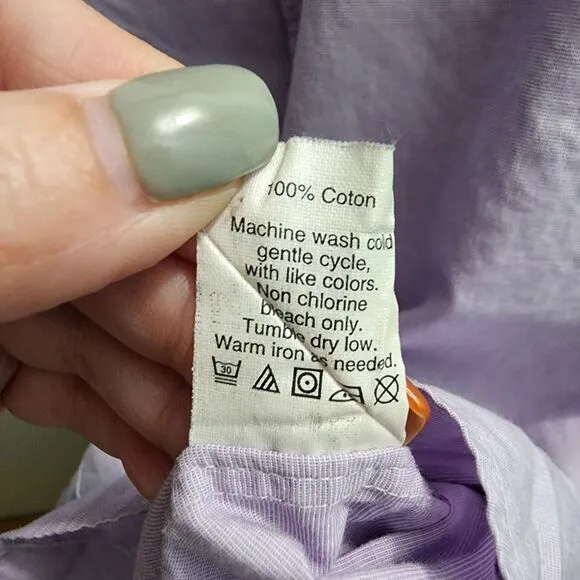 100% Coton
Machine wash cold
gentle cycle,
with like colors.
Non chlorine
bleach only.
Tumble dry low.
Warm iron as needed.
30